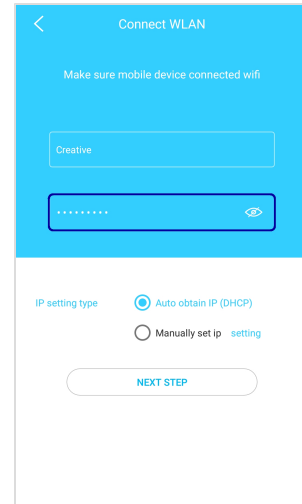 Connect WLAN
Make sure mobile device connected wifi
Creative
·········
IP setting type
Auto obtain IP (DHCP)
Manually set ip setting
NEXT STEP